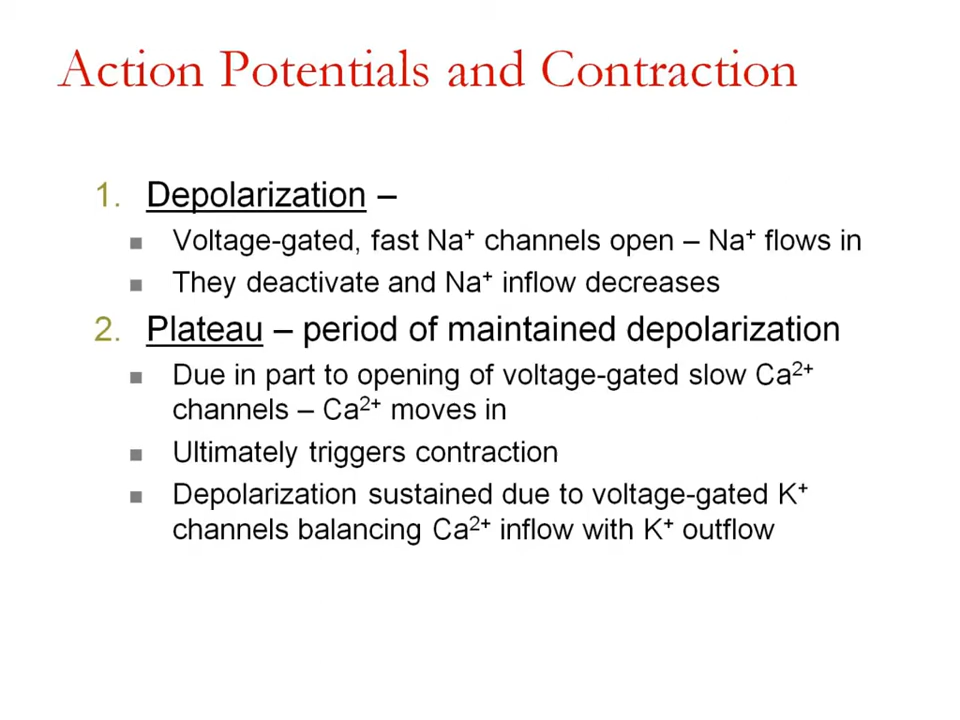 Action Potentials and Contraction
1. Depolarization –
▪ Voltage-gated, fast Na⁺ channels open – Na⁺ flows in
▪ They deactivate and Na⁺ inflow decreases
2. Plateau – period of maintained depolarization
▪ Due in part to opening of voltage-gated slow Ca²⁺
channels – Ca²⁺ moves in
▪ Ultimately triggers contraction
▪ Depolarization sustained due to voltage-gated K⁺
channels balancing Ca²⁺ inflow with K⁺ outflow